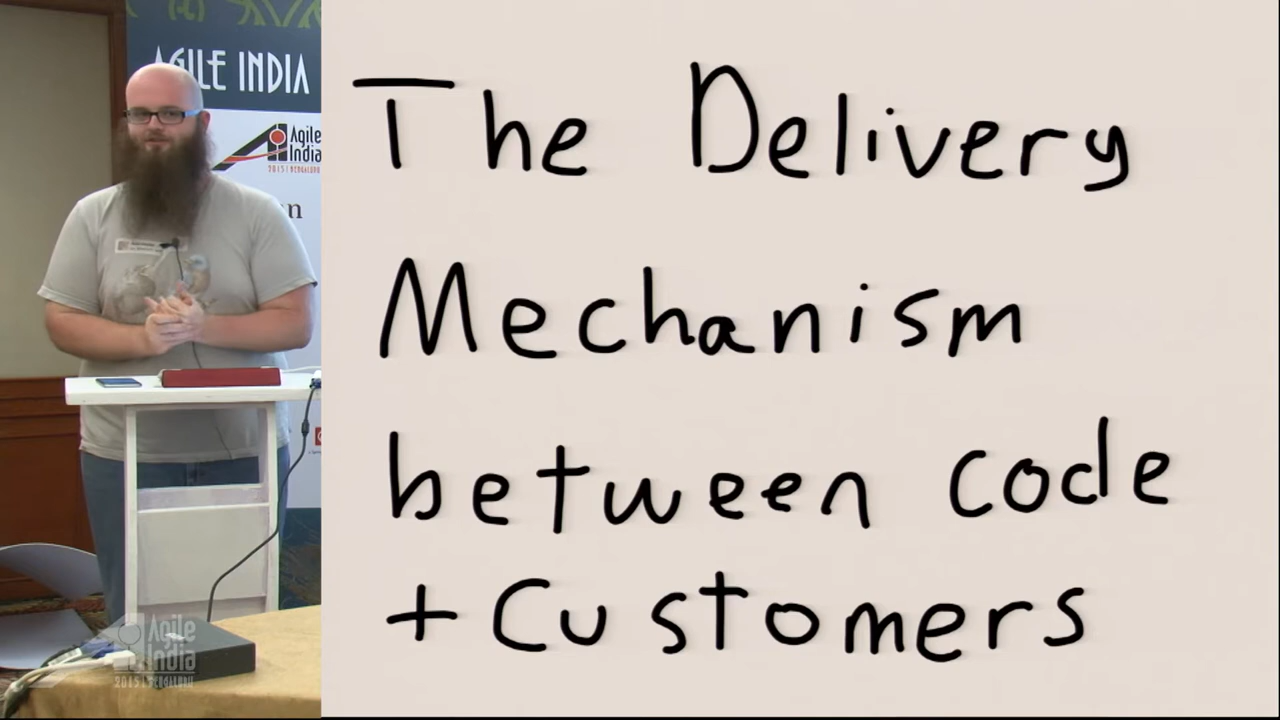 AGILE INDIA
Agile
India
2015 | BENGALURU
The Delivery
Mechanism
between code
+ Customers
Agile
India
2015 | BENGALURU